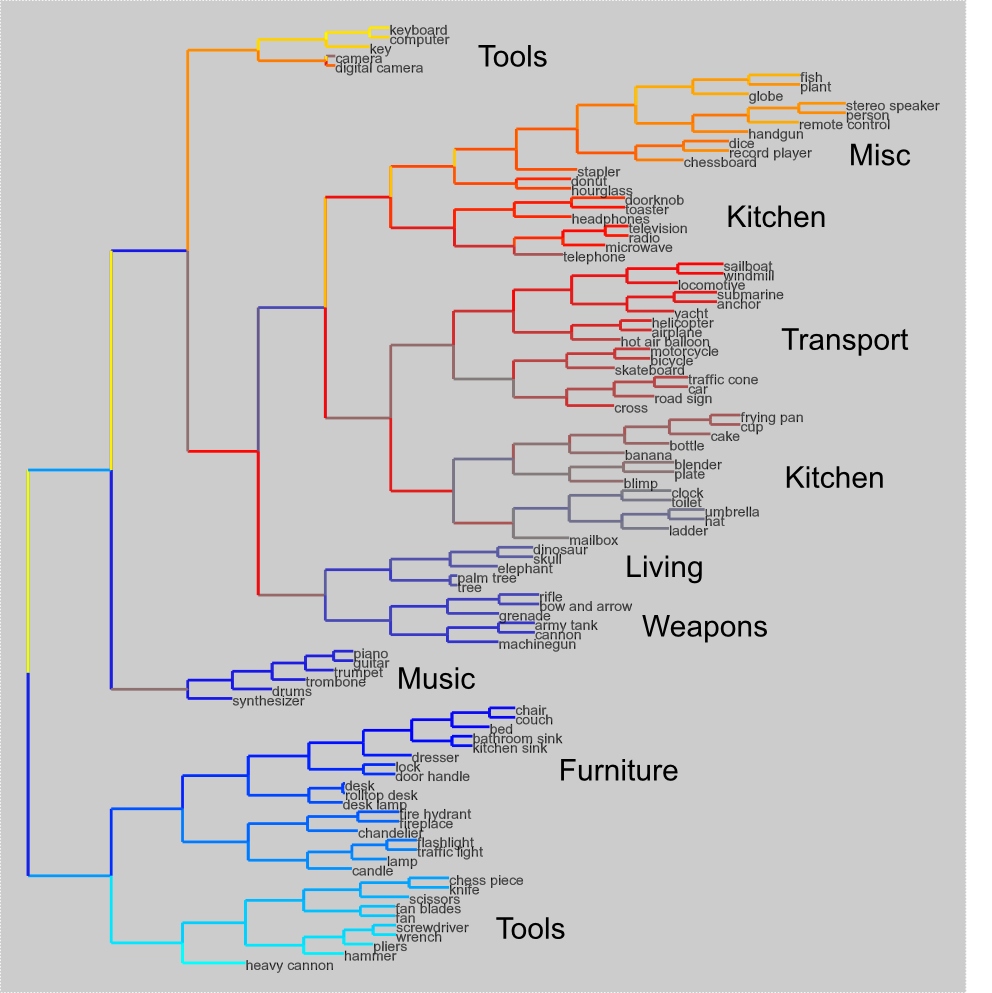 keyboard
computer
key
camera
digital camera
Tools
fish
plant
globe
stereo speaker
person
remote control
handgun
dice
record player
chessboard
Misc
stapler
donut
hourglass
doorknob
toaster
headphones
Kitchen
television
radio
microwave
telephone
sailboat
windmill
locomotive
submarine
anchor
yacht
helicopter
airplane
hot air balloon
Transport
motorcycle
bicycle
skateboard
traffic cone
car
road sign
cross
frying pan
cup
cake
bottle
banana
blender
plate
Kitchen
blimp
clock
toilet
umbrella
hat
ladder
mailbox
dinosaur
skull
elephant
Living
palm tree
tree
rifle
bow and arrow
grenade
army tank
cannon
Weapons
machinegun
piano
guitar
trumpet
trombone
Music
drums
synthesizer
chair
couch
bed
bathroom sink
kitchen sink
dresser
lock
door handle
Furniture
desk
rolltop desk
desk lamp
fire hydrant
fireplace
chandelier
flashlight
traffic light
lamp
candle
chess piece
knife
scissors
fan blades
fan
screwdriver
wrench
Tools
pliers
hammer
heavy cannon